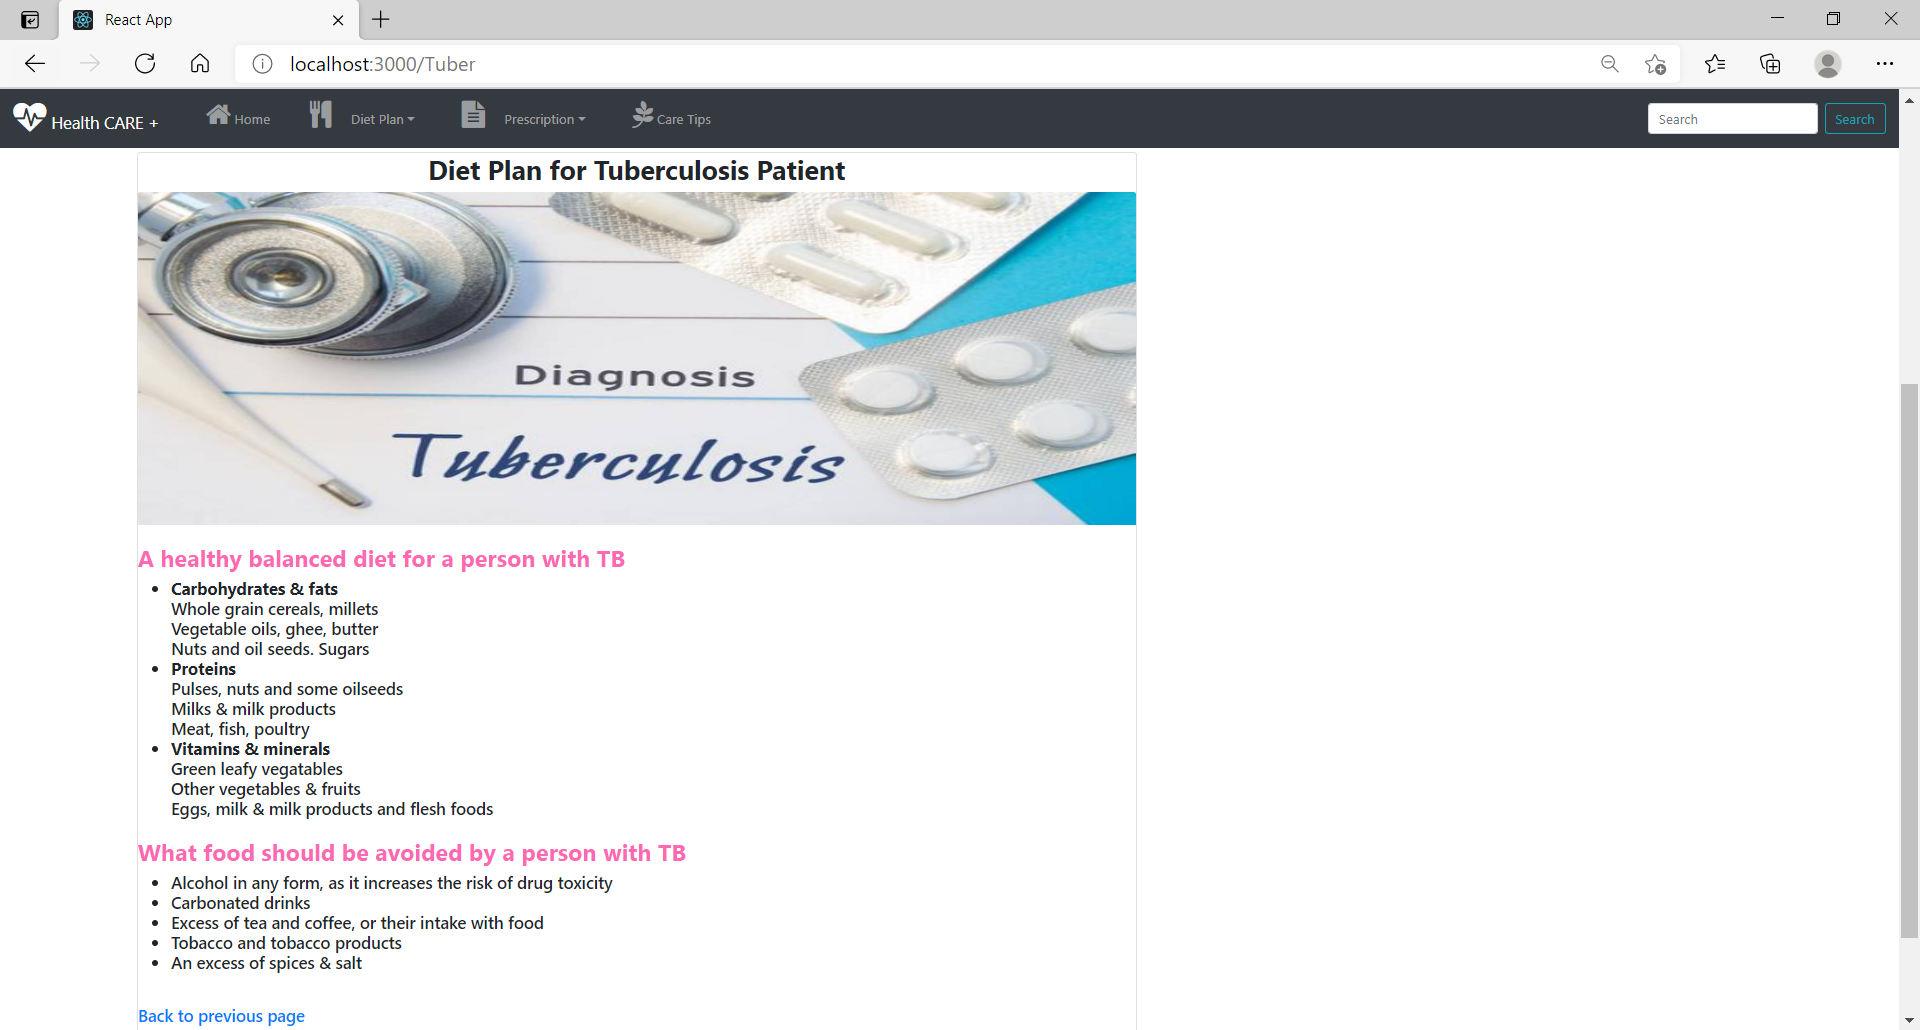 React App
localhost:3000/Tuber
Health CARE +
Home
Diet Plan
Prescription
Care Tips
Search
Search
Diet Plan for Tuberculosis Patient
Diagnosis
Tuberculosis
A healthy balanced diet for a person with TB
Carbohydrates & fats
Whole grain cereals, millets
Vegetable oils, ghee, butter
Nuts and oil seeds. Sugars
Proteins
Pulses, nuts and some oilseeds
Milks & milk products
Meat, fish, poultry
Vitamins & minerals
Green leafy vegatables
Other vegetables & fruits
Eggs, milk & milk products and flesh foods
What food should be avoided by a person with TB
Alcohol in any form, as it increases the risk of drug toxicity
Carbonated drinks
Excess of tea and coffee, or their intake with food
Tobacco and tobacco products
An excess of spices & salt
Back to previous page